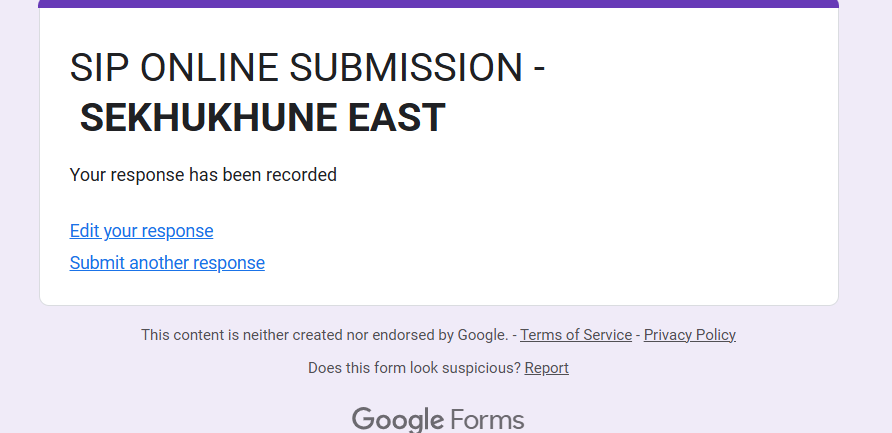 SIP ONLINE SUBMISSION -
SEKHUKHUNE EAST
Your response has been recorded
Edit your response
Submit another response
This content is neither created nor endorsed by Google. - Terms of Service - Privacy Policy
Does this form look suspicious? Report
Google Forms